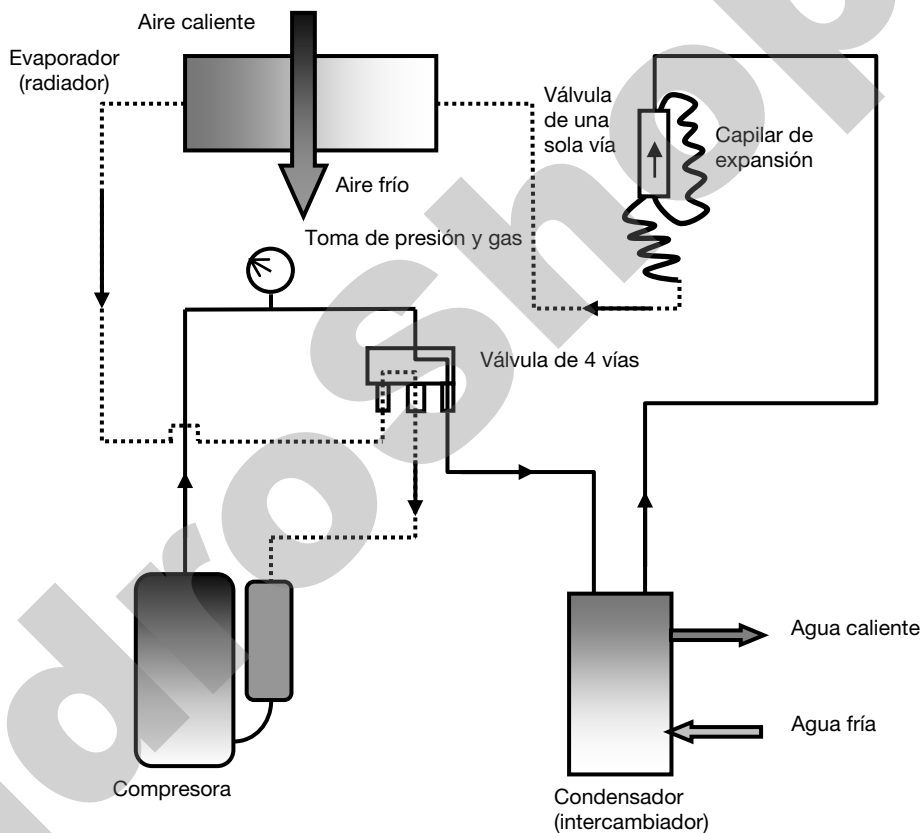 Aire caliente
Evaporador
(radiador)
Válvula
de una
sola vía
Capilar de
expansión
Aire frío
Toma de presión y gas
Válvula de 4 vías
Agua caliente
Agua fría
Compresora
Condensador
(intercambiador)